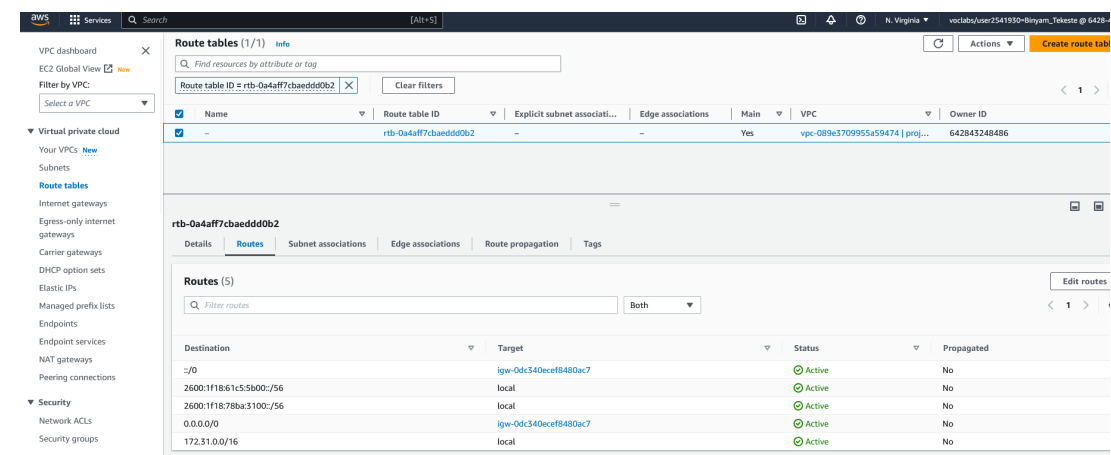 aws Services Search [Alt+S] N. Virginia ▼ voclabs/user2541930=Binyam_Tekeste @ 6428-
VPC dashboard X
EC2 Global View New
Filter by VPC:
Select a VPC ▼
▼ Virtual private cloud
Your VPCs New
Subnets
Route tables
Internet gateways
Egress-only internet
gateways
Carrier gateways
DHCP option sets
Elastic IPs
Managed prefix lists
Endpoints
Endpoint services
NAT gateways
Peering connections
▼ Security
Network ACLs
Security groups
Route tables (1/1) Info Actions ▼ Create route tabl
Find resources by attribute or tag
Route table ID = rtb-0a4aff7cbaeddd0b2 X Clear filters < 1 >
Name Route table ID Explicit subnet associati... Edge associations Main VPC Owner ID
– rtb-0a4aff7cbaeddd0b2 – – Yes vpc-089e3709955a59474 | proj... 642843248486
rtb-0a4aff7cbaeddd0b2
Details Routes Subnet associations Edge associations Route propagation Tags
Routes (5) Edit routes
Filter routes Both ▼ < 1 >
Destination Target Status Propagated
::/0 igw-0dc340ecef8480ac7 Active No
2600:1f18:61c5:5b00::/56 local Active No
2600:1f18:78ba:3100::/56 local Active No
0.0.0.0/0 igw-0dc340ecef8480ac7 Active No
172.31.0.0/16 local Active No